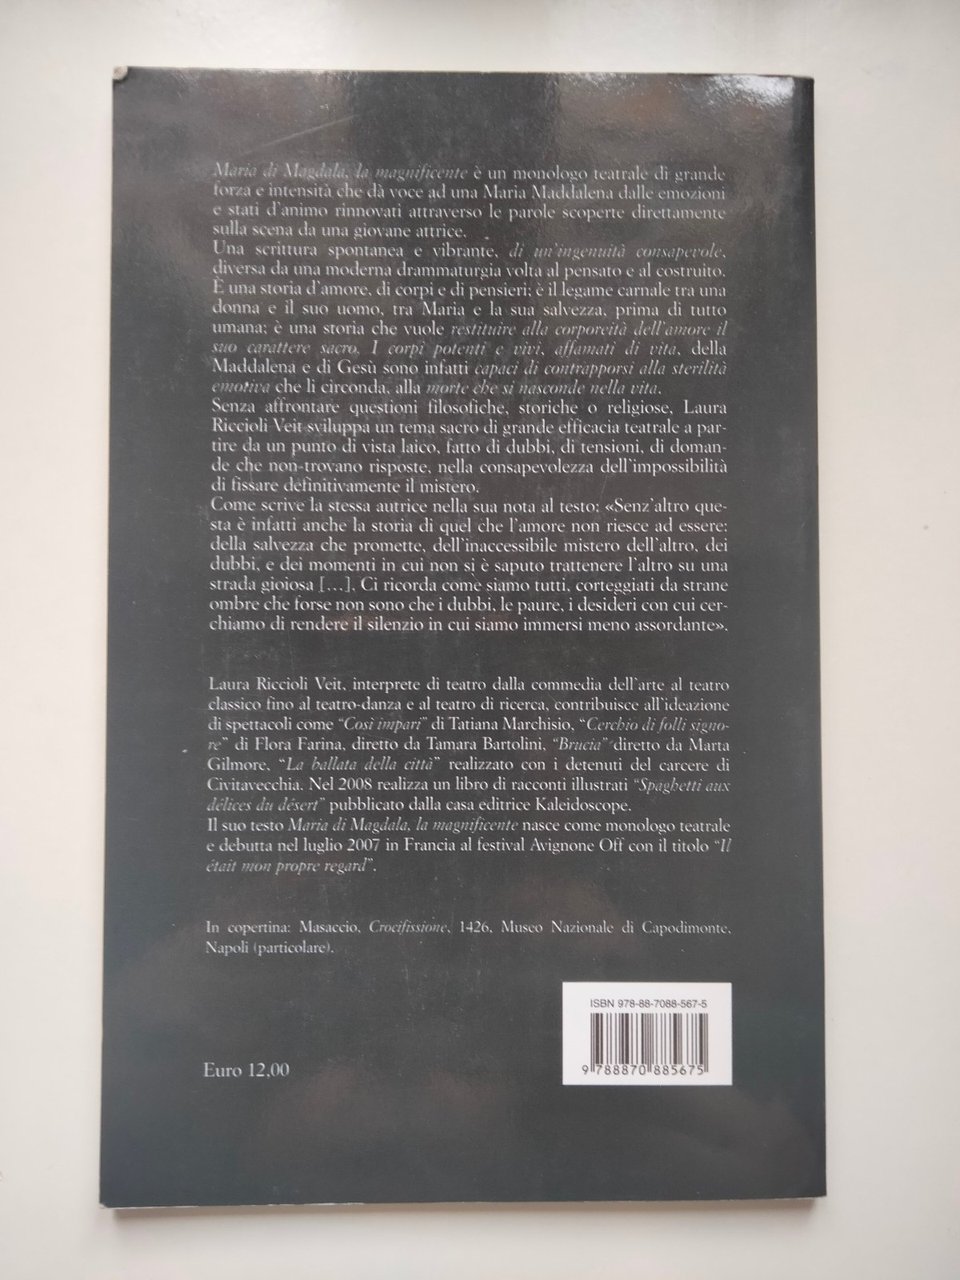 Maria di Magdala, la magnificente è un monologo teatrale di grande
forza e intensità che dà voce ad una Maria Maddalena dalle emozioni
e stati d'animo rinnovati attraverso le parole scoperte direttamente
sulla scena da una giovane attrice.
Una scrittura spontanea e vibrante, di un'ingenuità consapevole,
diversa da una moderna drammaturgia volta al pensato e al costruito.
È una storia d'amore, di corpi e di pensieri; è il legame carnale tra una
donna e il suo uomo, tra Maria e la sua salvezza, prima di tutto
umana; è una storia che vuole restituire alla corporeità dell'amore il
suo carattere sacro. I corpi potenti e vivi, affamati di vita, della
Maddalena e di Gesù sono infatti capaci di contrapporsi alla sterilità
emotiva che li circonda, alla morte che si nasconde nella vita.
Senza affrontare questioni filosofiche, storiche o religiose, Laura
Riccioli Veit sviluppa un tema sacro di grande efficacia teatrale a par-
tire da un punto di vista laico, fatto di dubbi, di tensioni, di doman-
de che non trovano risposte, nella consapevolezza dell'impossibilità
di fissare definitivamente il mistero.
Come scrive la stessa autrice nella sua nota al testo: «Senz'altro que-
sta è infatti anche la storia di quel che l'amore non riesce ad essere:
della salvezza che promette, dell'inaccessibile mistero dell'altro, dei
dubbi, e dei momenti in cui non si è saputo trattenere l'altro su una
strada gioiosa [...]. Ci ricorda come siamo tutti, corteggiati da strane
ombre che forse non sono che i dubbi, le paure, i desideri con cui cer-
chiamo di rendere il silenzio in cui siamo immersi meno assordante».
Laura Riccioli Veit, interprete di teatro dalla commedia dell'arte al teatro
classico fino al teatro-danza e al teatro di ricerca, contribuisce all'ideazione
di spettacoli come "Così impari" di Tatiana Marchisio, "Cerchio di folli signo-
re" di Flora Farina, diretto da Tamara Bartolini, "Brucia" diretto da Marta
Gilmore, "La ballata della città" realizzato con i detenuti del carcere di
Civitavecchia. Nel 2008 realizza un libro di racconti illustrati "Spaghetti aux
délices du désert" pubblicato dalla casa editrice Kaleidoscope.
Il suo testo Maria di Magdala, la magnificente nasce come monologo teatrale
e debutta nel luglio 2007 in Francia al festival Avignone Off con il titolo "Il
était mon propre regard".
In copertina: Masaccio, Crocifissione, 1426, Museo Nazionale di Capodimonte,
Napoli (particolare).
ISBN 978-88-7088-567-5
9 788870 885675
Euro 12,00